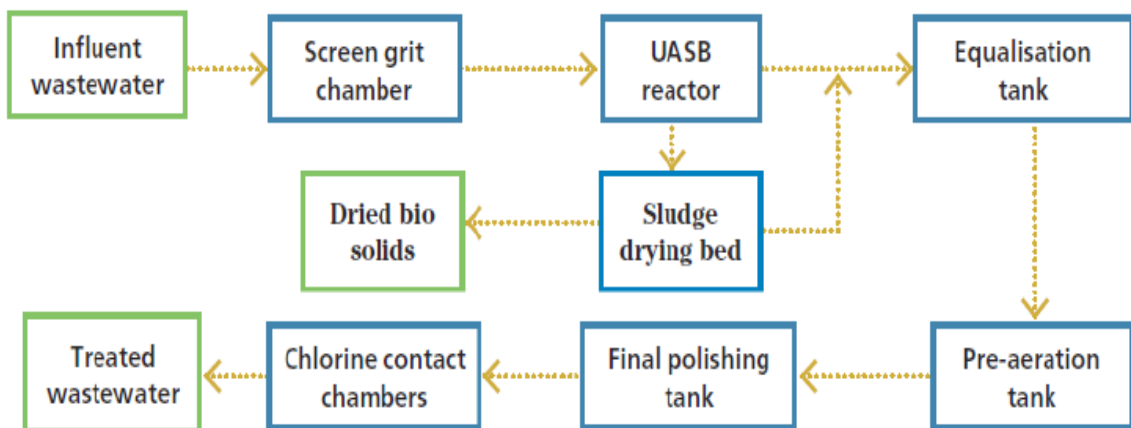 Influent
wastewater
Screen grit
chamber
UASB
reactor
Equalisation
tank
Dried bio
solids
Sludge
drying bed
Treated
wastewater
Chlorine contact
chambers
Final polishing
tank
Pre-aeration
tank